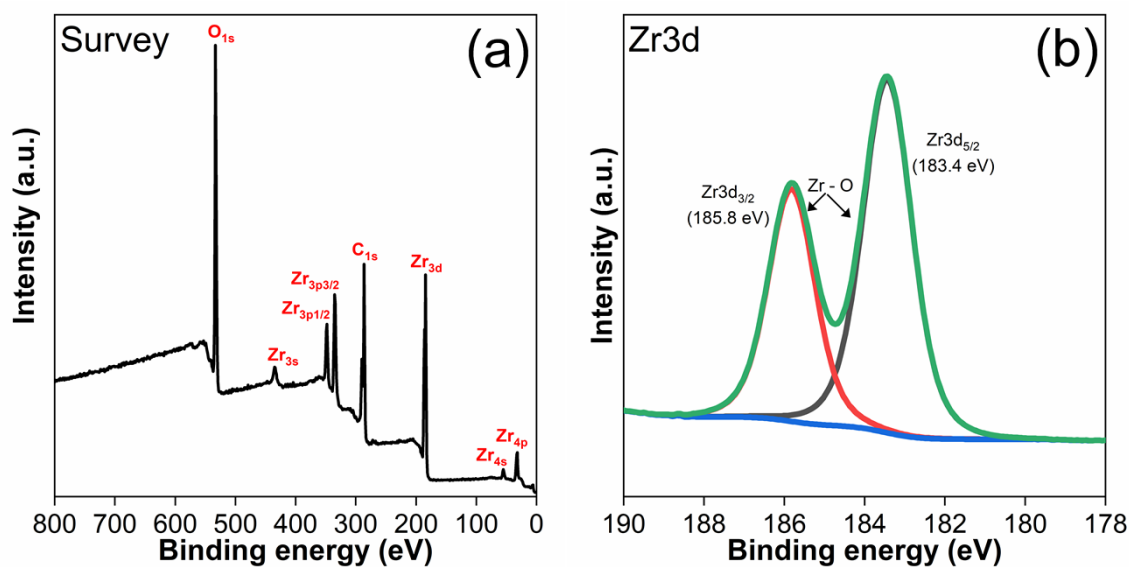 Survey
(a)
O1s
C1s
Zr3d
Zr3p3/2
Zr3p1/2
Zr3s
Zr4p
Zr4s
800 700 600 500 400 300 200 100 0
Binding energy (eV)
Intensity (a.u.)
Zr3d
(b)
Zr3d5/2
(183.4 eV)
Zr - O
Zr3d3/2
(185.8 eV)
190 188 186 184 182 180 178
Binding energy (eV)
Intensity (a.u.)